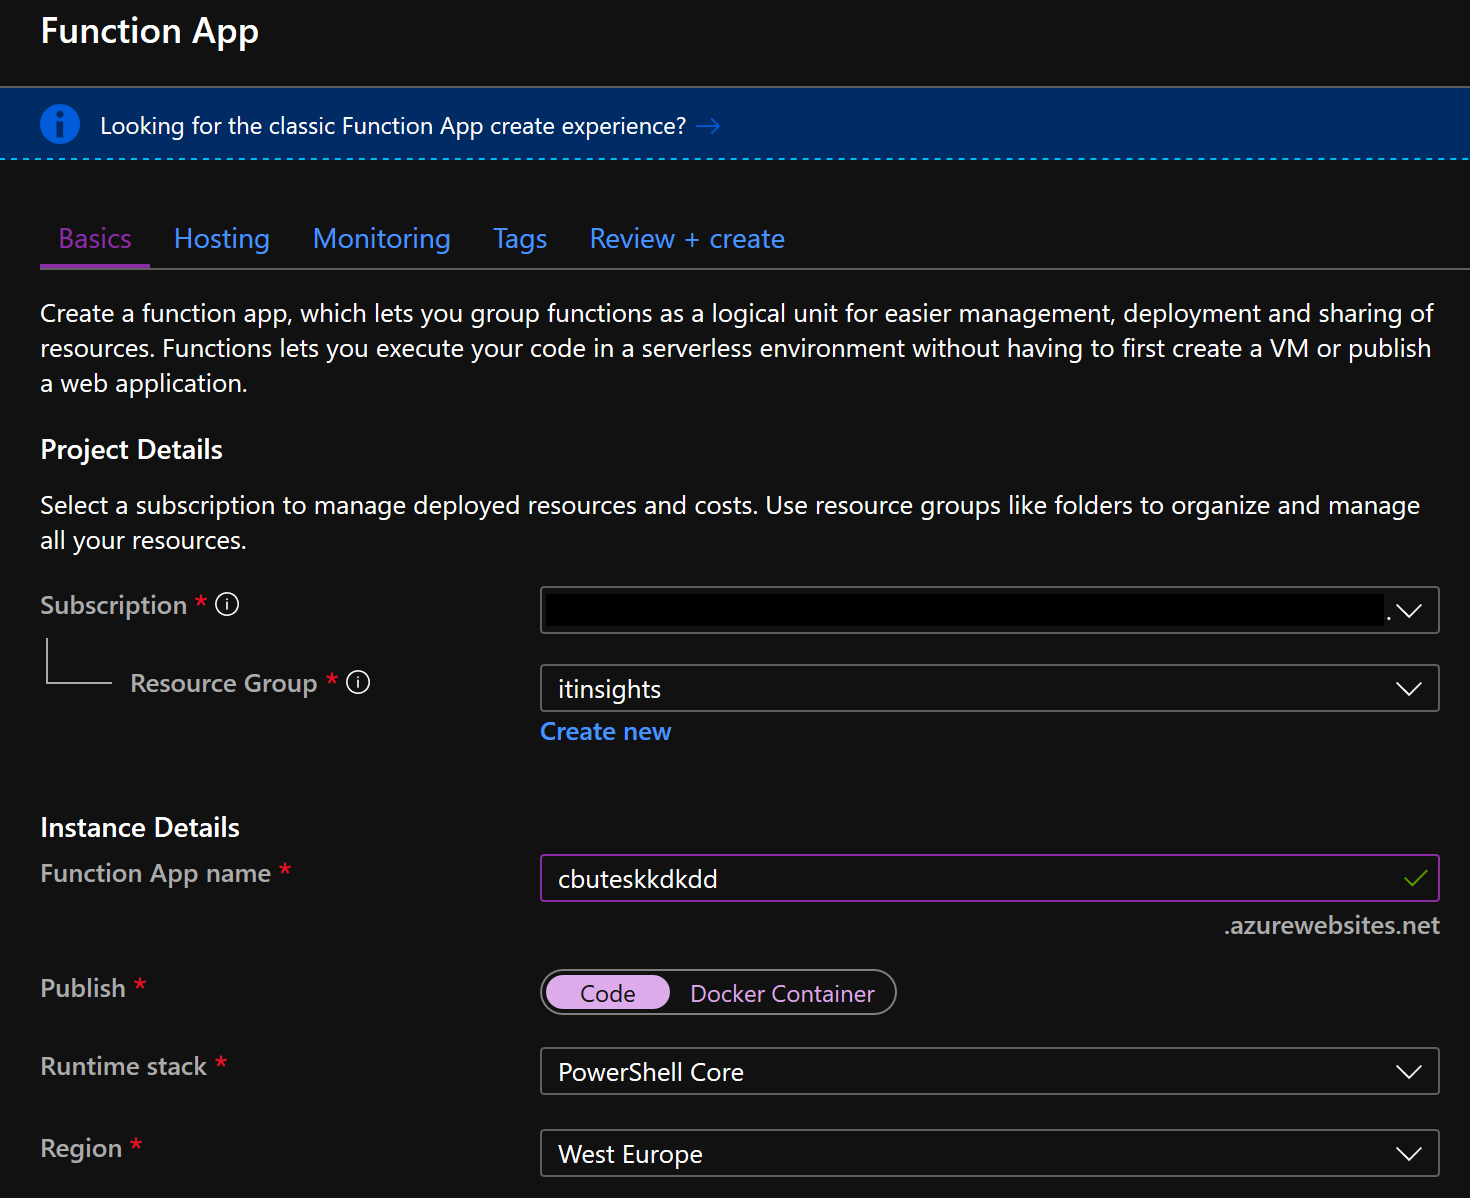 Function App
Looking for the classic Function App create experience? →
Basics Hosting Monitoring Tags Review + create
Create a function app, which lets you group functions as a logical unit for easier management, deployment and sharing of
resources. Functions lets you execute your code in a serverless environment without having to first create a VM or publish
a web application.
Project Details
Select a subscription to manage deployed resources and costs. Use resource groups like folders to organize and manage
all your resources.
Subscription *
Resource Group * itinsights
Create new
Instance Details
Function App name * cbuteskkdkdd
.azurewebsites.net
Publish * Code Docker Container
Runtime stack * PowerShell Core
Region * West Europe